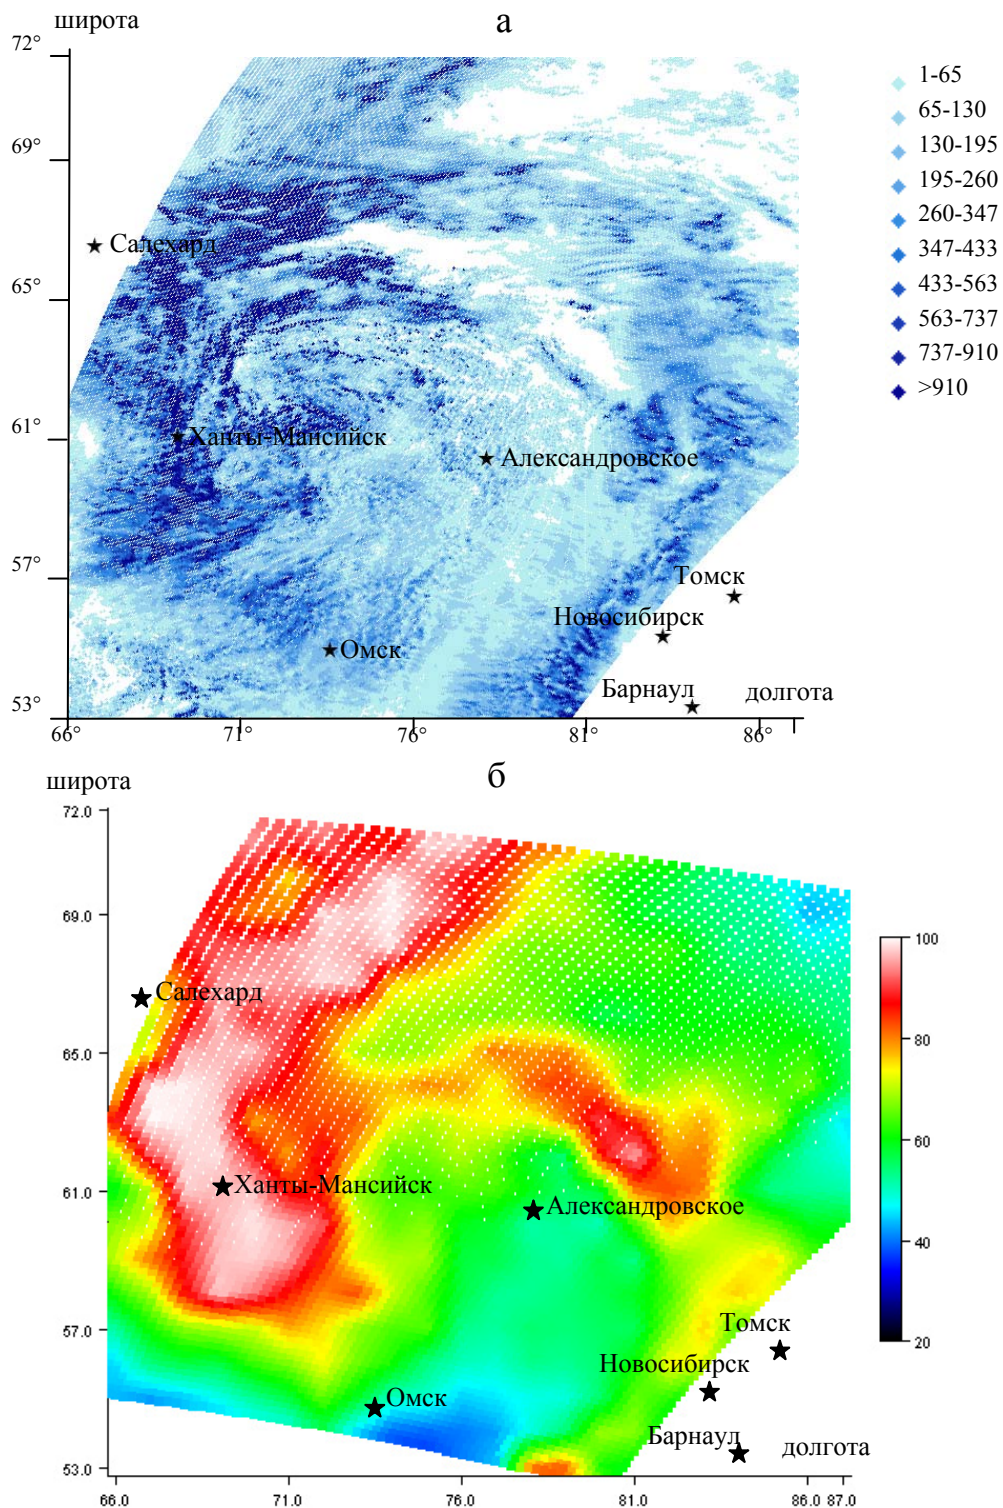 а
широта
72°
69°
65°
61°
57°
53°
66°
71°
76°
81°
86°
долгота
Салехард
Ханты-Мансийск
Александровское
Томск
Новосибирск
Омск
Барнаул
1-65
65-130
130-195
195-260
260-347
347-433
433-563
563-737
737-910
>910
б
широта
72.0
69.0
65.0
61.0
57.0
53.0
66.0
71.0
76.0
81.0
86.0
87.0
долгота
Салехард
Ханты-Мансийск
Александровское
Томск
Новосибирск
Омск
Барнаул
100
80
60
40
20